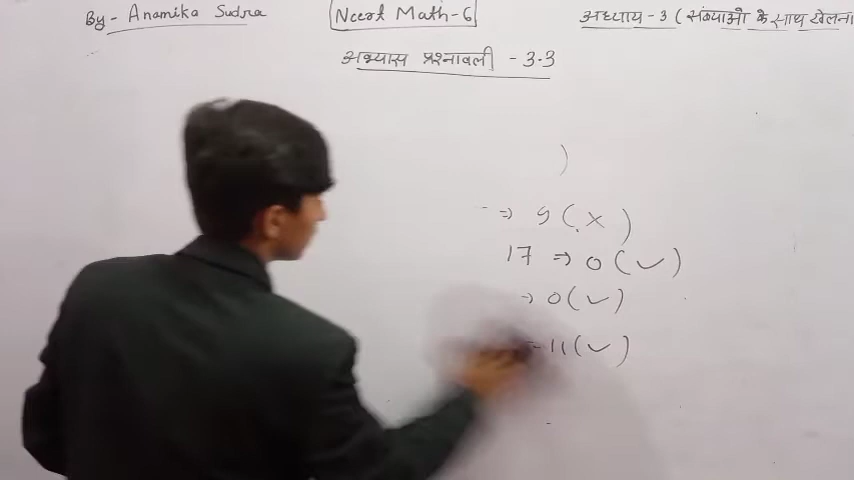 By- Anamika Sudra
Ncert Math-6
अध्याय - 3 ( संख्याओ के साथ खेलना
अभ्यास प्रश्नावली - 3.3
)
⇒ 9 ( × )
17 ⇒ 0 ( ✓ )
⇒ 0 ( ✓ )
= 11 ( ✓ )